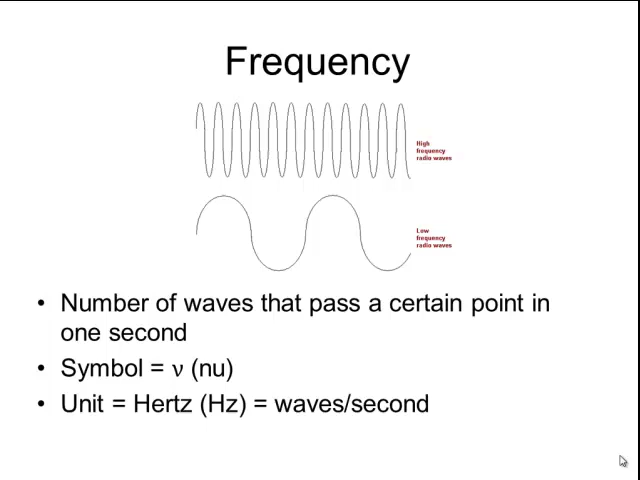 Frequency
High
frequency
radio waves
Low
frequency
radio waves
• Number of waves that pass a certain point in
one second
• Symbol = ν (nu)
• Unit = Hertz (Hz) = waves/second